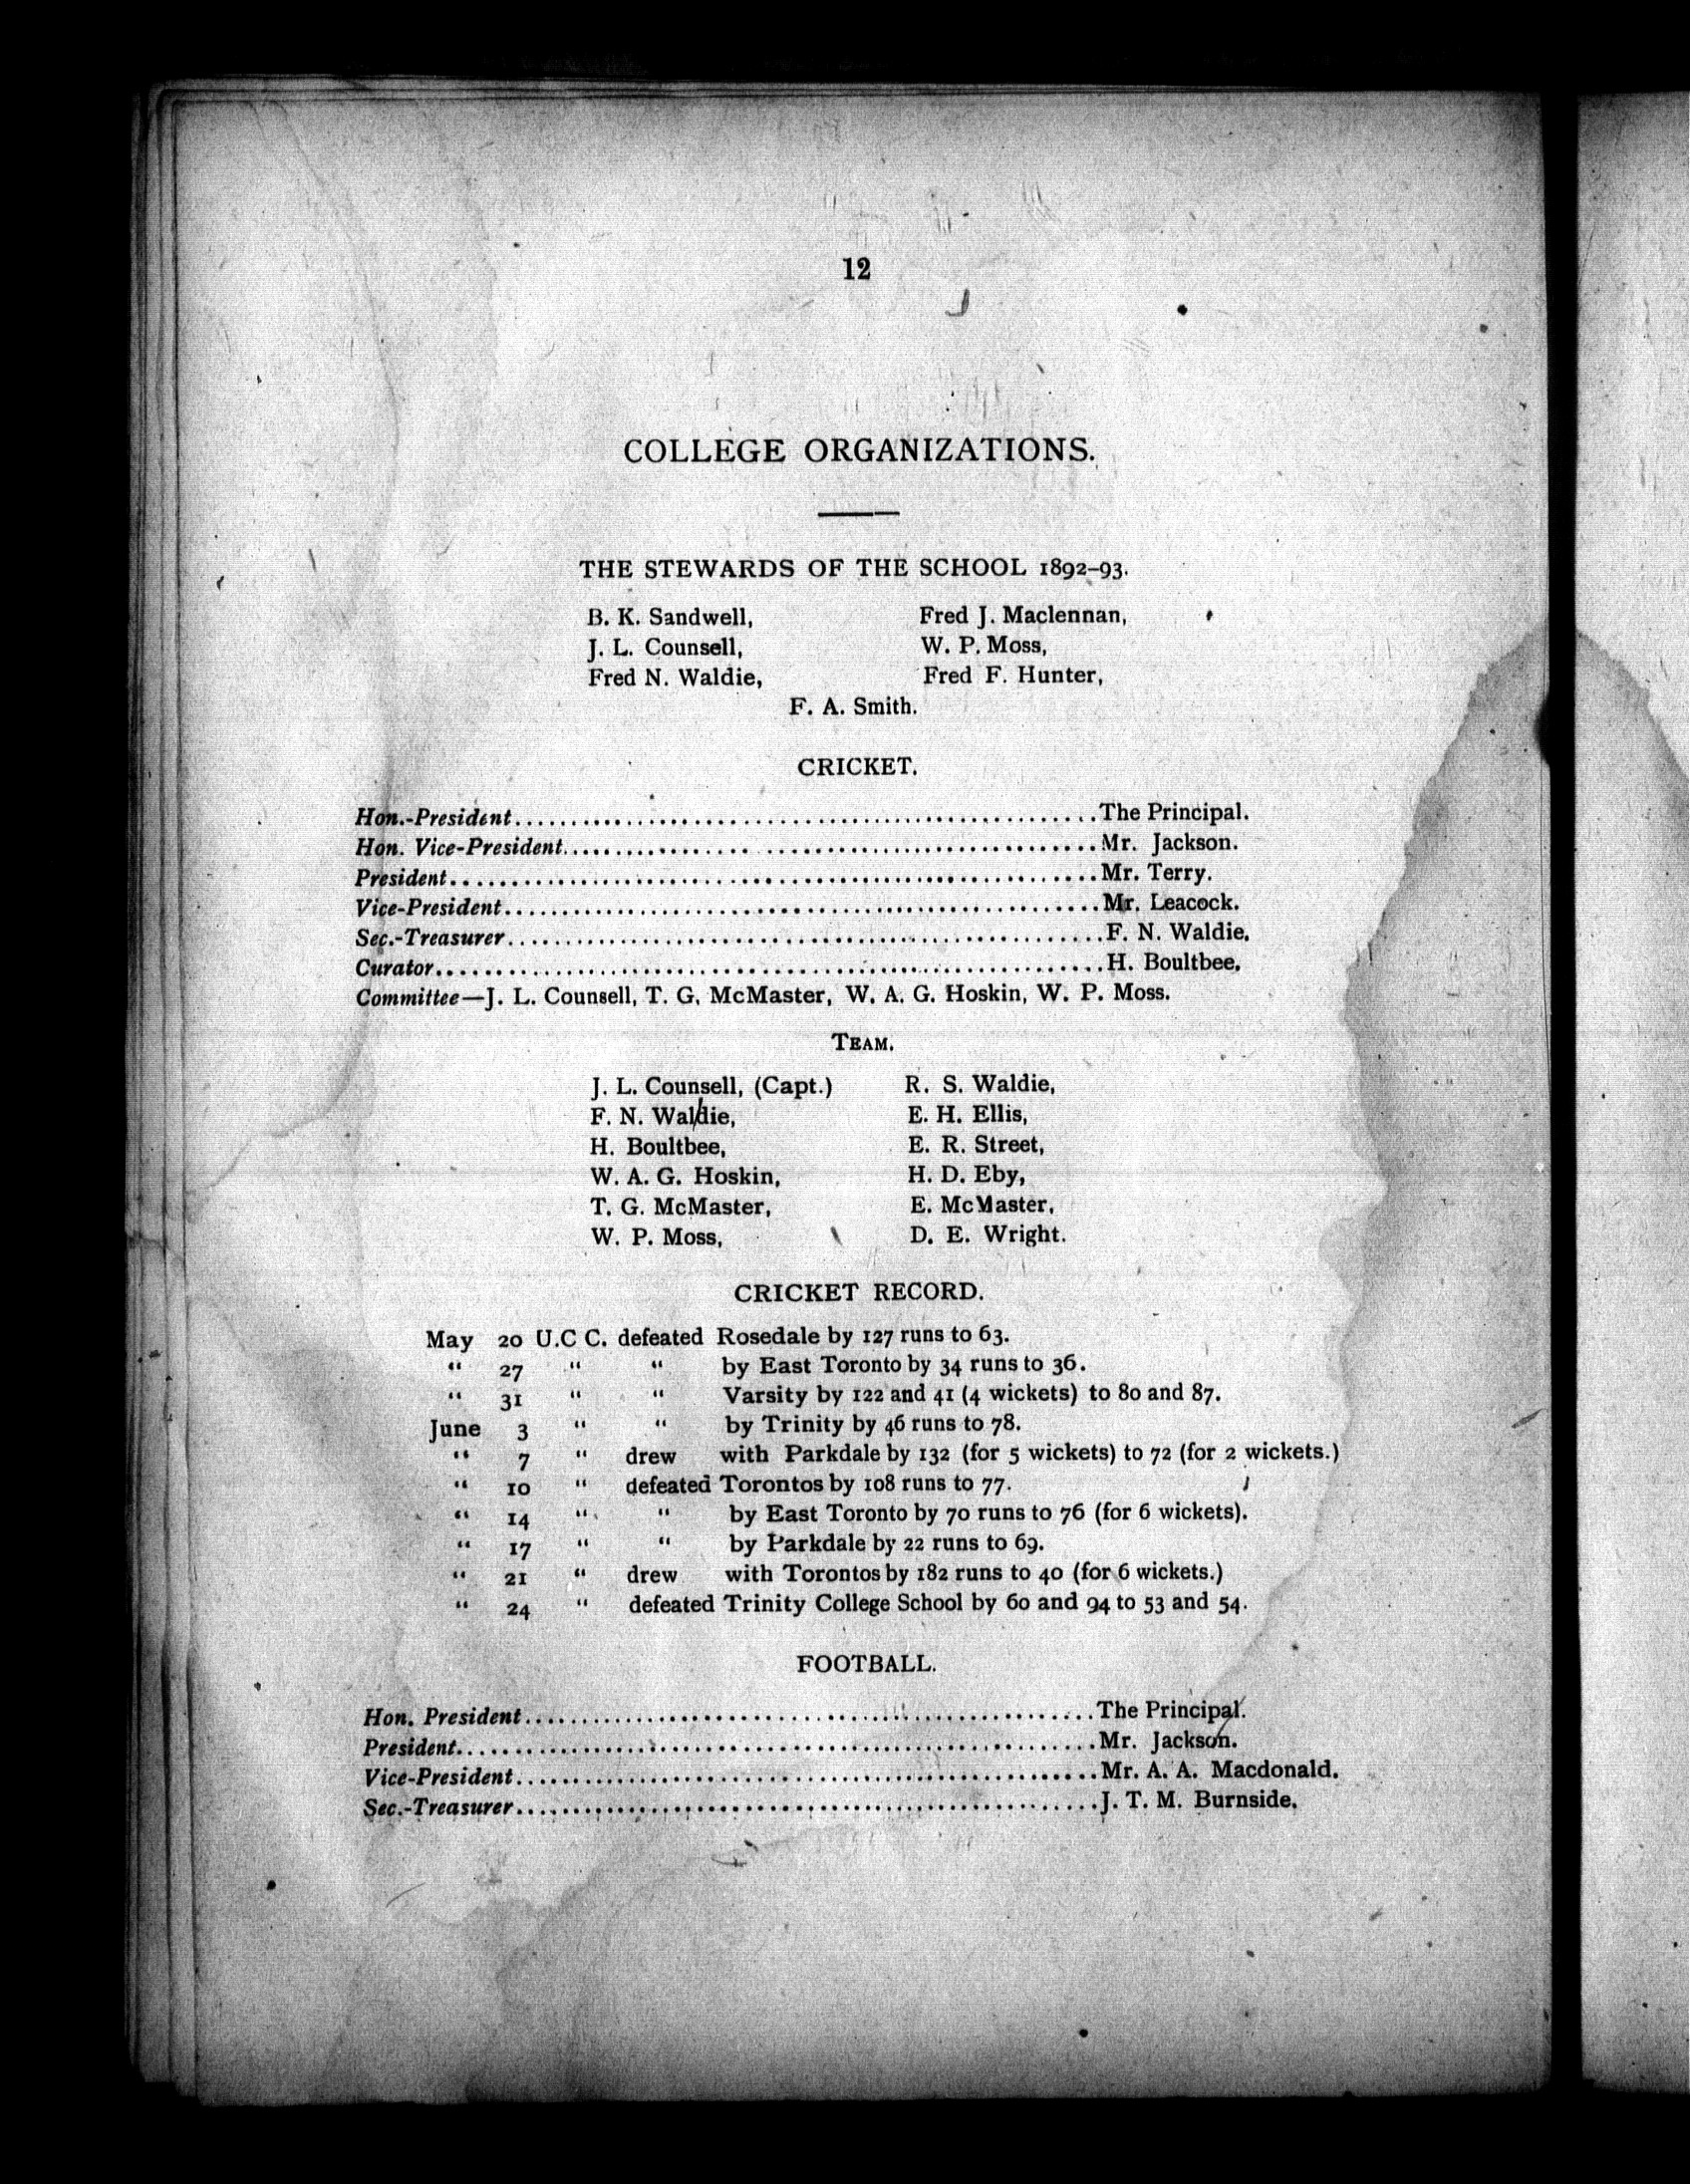 12
COLLEGE ORGANIZATIONS.
THE STEWARDS OF THE SCHOOL 1892-93.
B. K. Sandwell, Fred J. Maclennan,
J. L. Counsell, W. P. Moss,
Fred N. Waldie, Fred F. Hunter,
F. A. Smith.
CRICKET.
Hon.-President.......................................................The Principal.
Hon. Vice-President..................................................Mr. Jackson.
President............................................................Mr. Terry.
Vice-President.......................................................Mr. Leacock.
Sec.-Treasurer.......................................................F. N. Waldie.
Curator..............................................................H. Boultbee.
Committee—J. L. Counsell, T. G. McMaster, W. A. G. Hoskin, W. P. Moss.
TEAM.
J. L. Counsell, (Capt.) R. S. Waldie,
F. N. Waldie, E. H. Ellis,
H. Boultbee, E. R. Street,
W. A. G. Hoskin, H. D. Eby,
T. G. McMaster, E. McMaster,
W. P. Moss, D. E. Wright.
CRICKET RECORD.
May 20 U.C C. defeated Rosedale by 127 runs to 63.
" 27 " " by East Toronto by 34 runs to 36.
" 31 " " Varsity by 122 and 41 (4 wickets) to 80 and 87.
June 3 " " by Trinity by 46 runs to 78.
" 7 " drew with Parkdale by 132 (for 5 wickets) to 72 (for 2 wickets.)
" 10 " defeated Torontos by 108 runs to 77.
" 14 " " by East Toronto by 70 runs to 76 (for 6 wickets).
" 17 " " by Parkdale by 22 runs to 69.
" 21 " drew with Torontos by 182 runs to 40 (for 6 wickets.)
" 24 " defeated Trinity College School by 60 and 94 to 53 and 54.
FOOTBALL.
Hon. President.......................................................The Principal.
President............................................................Mr. Jackson.
Vice-President.......................................................Mr. A. A. Macdonald.
Sec.-Treasurer.......................................................J. T. M. Burnside.